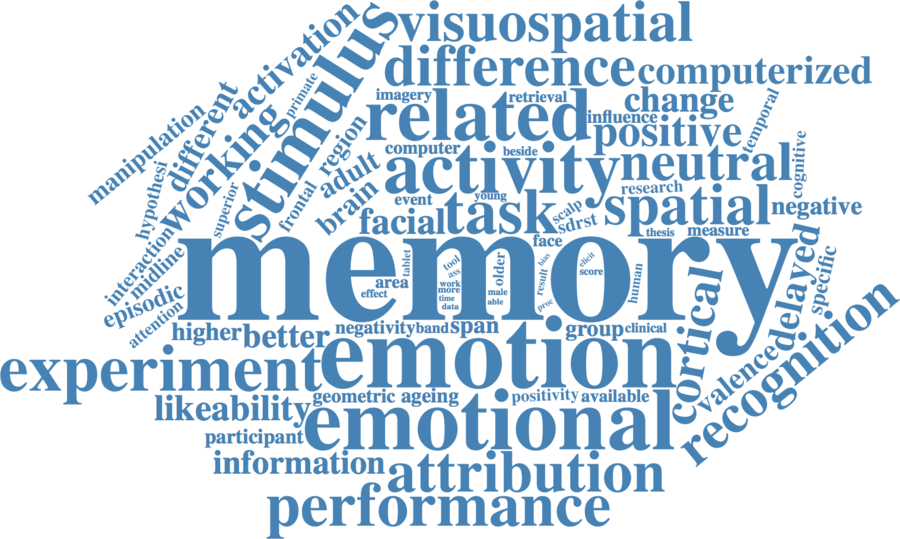 visuospatial
activation
stimulus
difference
computerized
primate
imagery
retrieval
change
different
related
influence
positive
temporal
manipulation
working
region
computer
beside
activity
neutral
cognitive
hypothesi
superior
adult
young
research
frontal
brain
event
task
scalp
spatial
negative
facial
sdrst
thesis
measure
interaction
midline
face
memory
delayed
specific
episodic
attention
area
effect
tablet
tool
ass
work
more
time
data
older
male
able
bias
result
proc
elicit
score
human
cortical
higher
better
negativity
band
span
group
clinical
valence
recognition
experiment
emotion
likeability
geometric
ageing
positivity
available
participant
emotional
information
attribution
performance